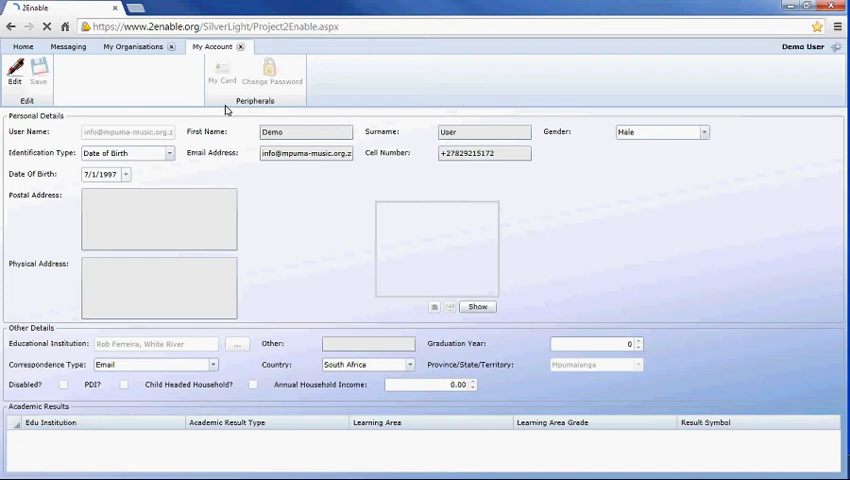 2Enable
https://www.2enable.org/SilverLight/Project2Enable.aspx
Home Messaging My Organisations My Account Demo User
Edit Save My Card Change Password
Edit Peripherals
Personal Details
User Name: info@mpuma-music.org.z First Name: Demo Surname: User Gender: Male
Identification Type: Date of Birth Email Address: info@mpuma-music.org.z Cell Number: +27829215172
Date Of Birth: 7/1/1997
Postal Address:
Physical Address:
Show
Other Details
Educational Institution: Rob Ferreira, White River ... Other: Graduation Year: 0
Correspondence Type: Email Country: South Africa Province/State/Territory: Mpumalange
Disabled? PDI? Child Headed Household? Annual Household Income: 0.00
Academic Results
Edu Institution Academic Result Type Learning Area Learning Area Grade Result Symbol